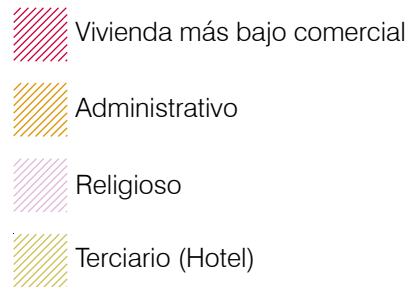 Vivienda más bajo comercial
Administrativo
Religioso
Terciario (Hotel)